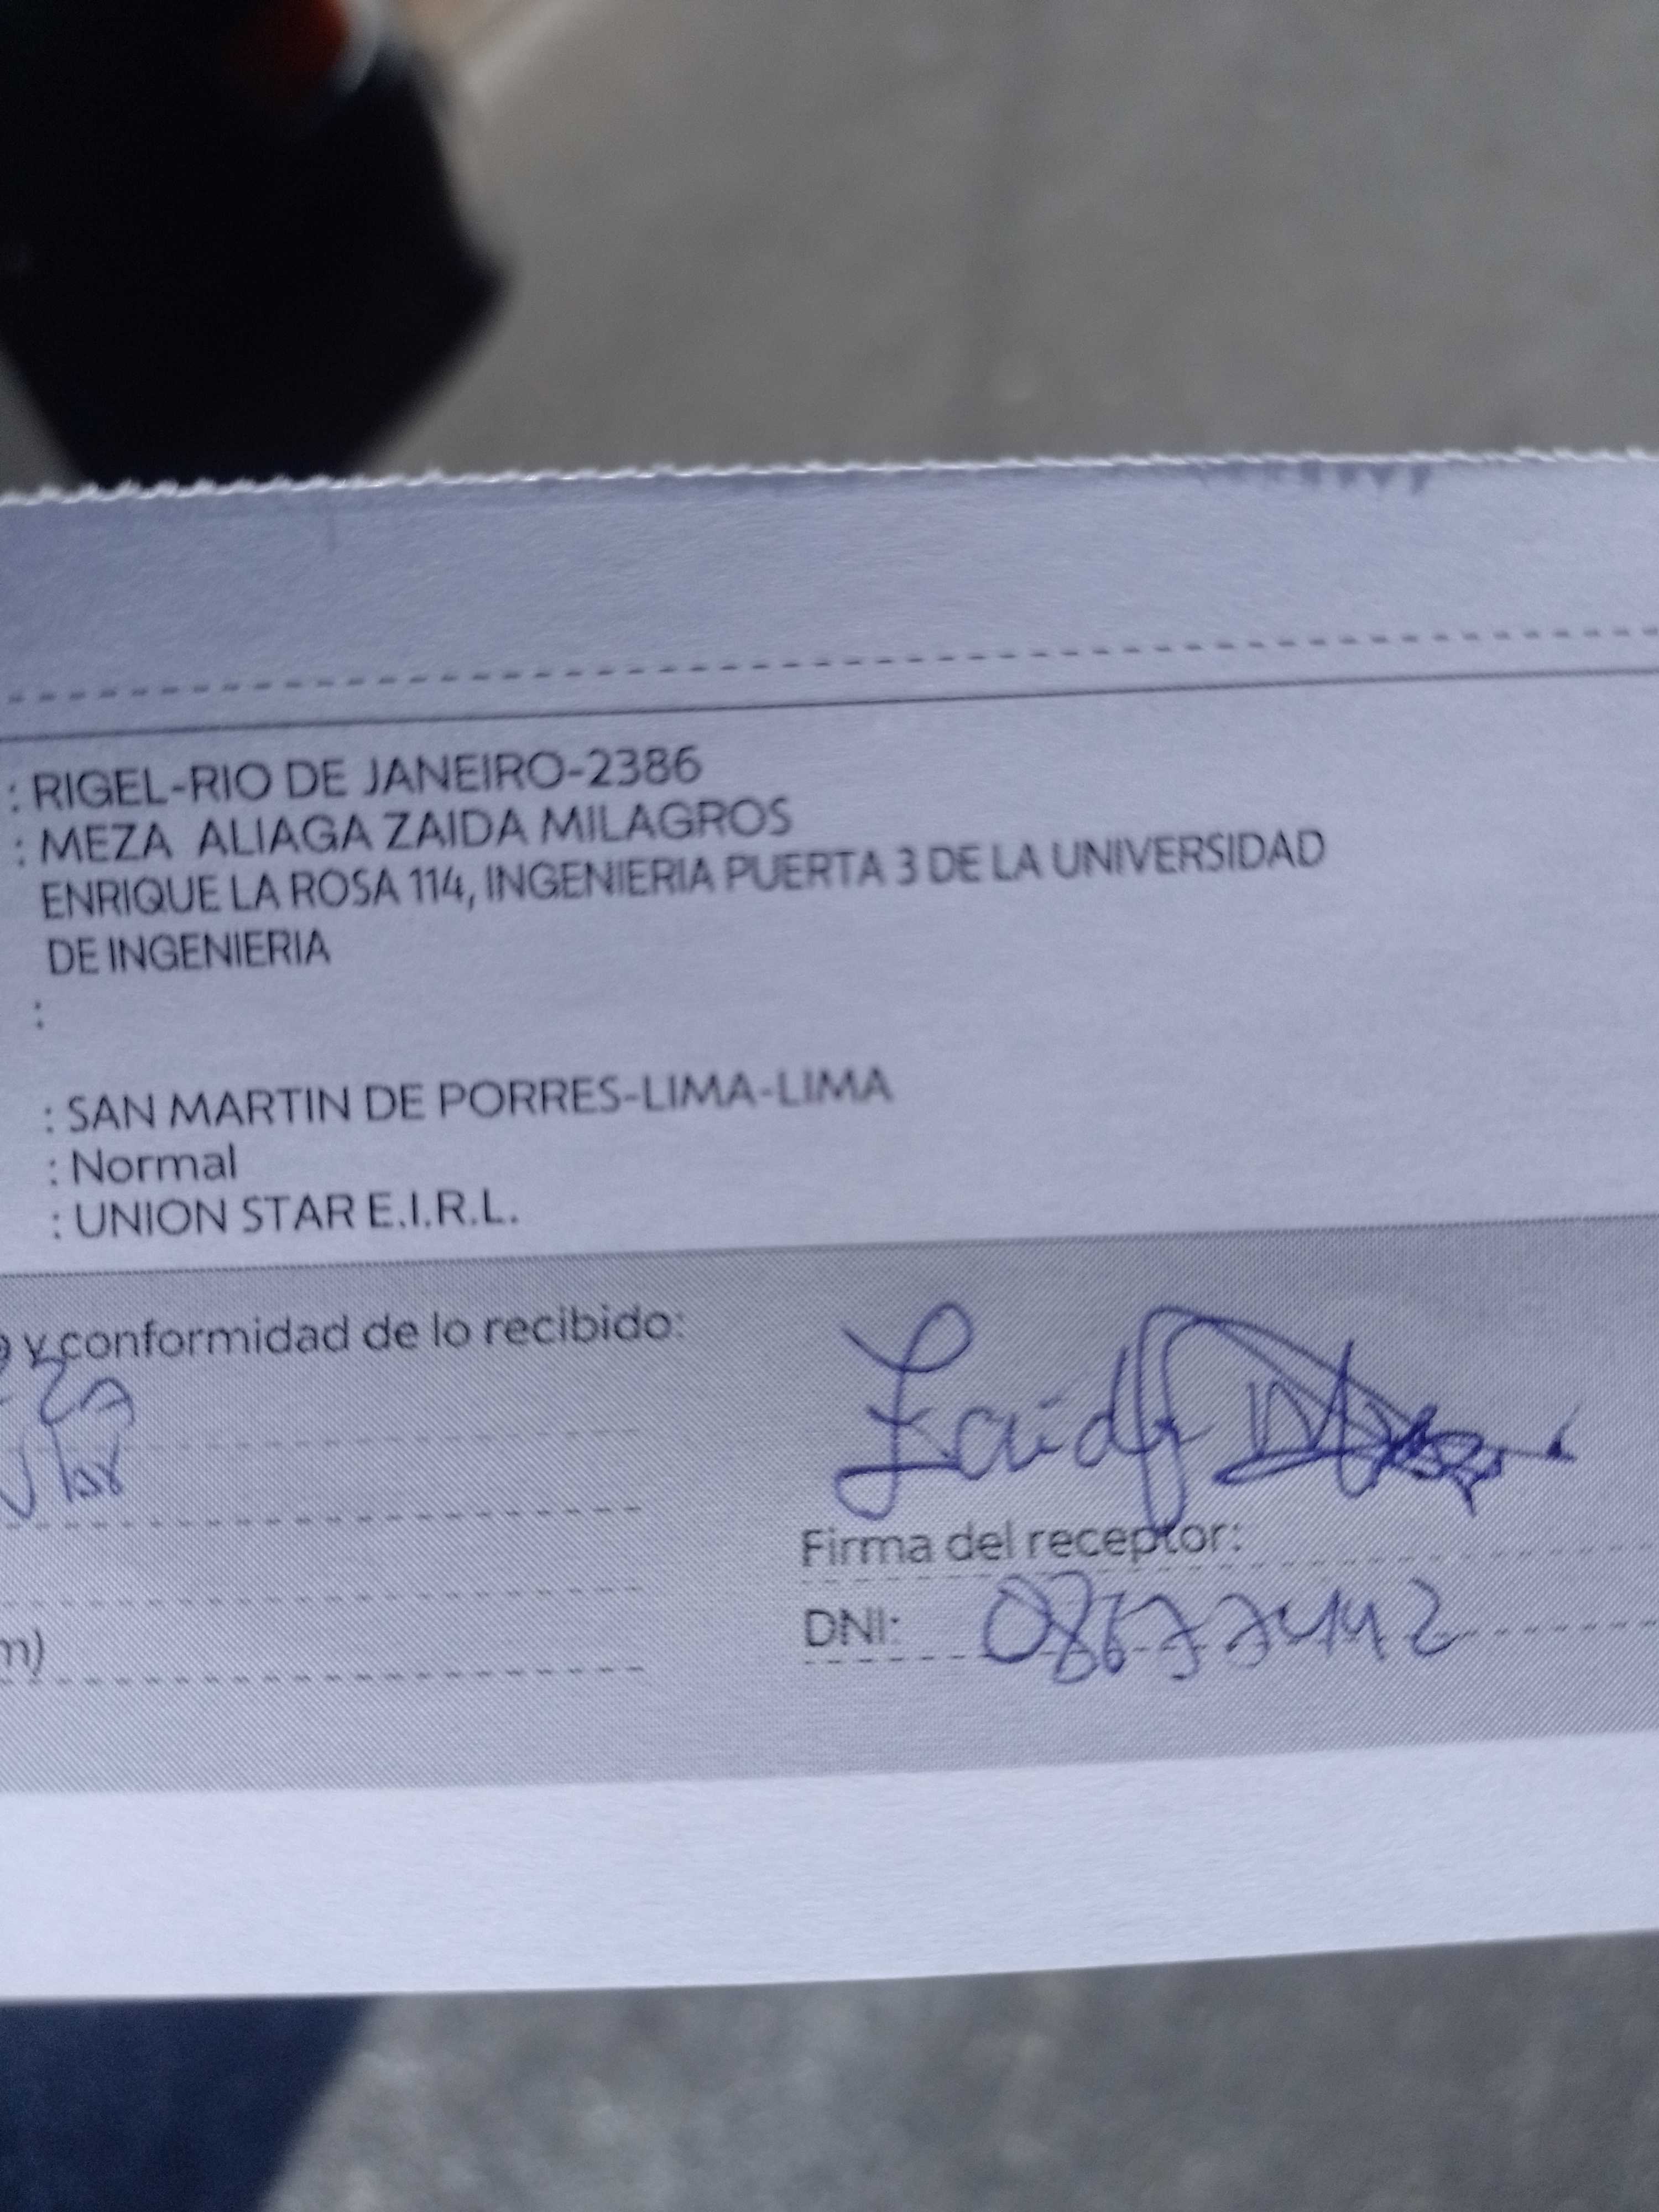 : RIGEL-RIO DE JANEIRO-2386
: MEZA ALIAGA ZAIDA MILAGROS
ENRIQUE LA ROSA 114, INGENIERIA PUERTA 3 DE LA UNIVERSIDAD
DE INGENIERIA
:
: SAN MARTIN DE PORRES-LIMA-LIMA
: Normal
: UNION STAR E.I.R.L.
y conformidad de lo recibido:
Zaida
Firma del receptor:
DNI: 08677442
m)